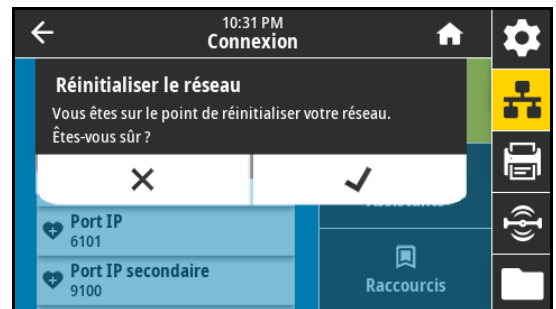 10:31 PM
Connexion
Réinitialiser le réseau
Vous êtes sur le point de réinitialiser votre réseau.
Êtes-vous sûr ?
Port IP
6101
Port IP secondaire
9100
Raccourcis